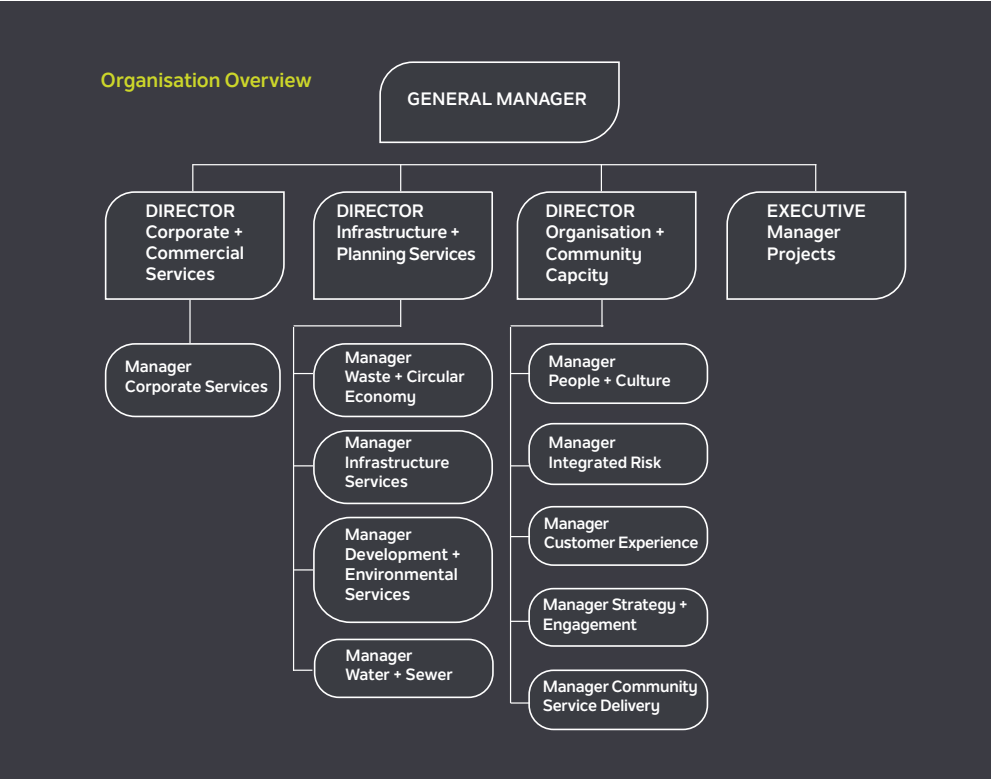 Organisation Overview
GENERAL MANAGER
DIRECTOR
Corporate +
Commercial
Services
DIRECTOR
Infrastructure +
Planning Services
DIRECTOR
Organisation +
Community
Capcity
EXECUTIVE
Manager
Projects
Manager
Corporate Services
Manager
Waste + Circular
Economy
Manager
Infrastructure
Services
Manager
Development +
Environmental
Services
Manager
Water + Sewer
Manager
People + Culture
Manager
Integrated Risk
Manager
Customer Experience
Manager Strategy +
Engagement
Manager Community
Service Delivery